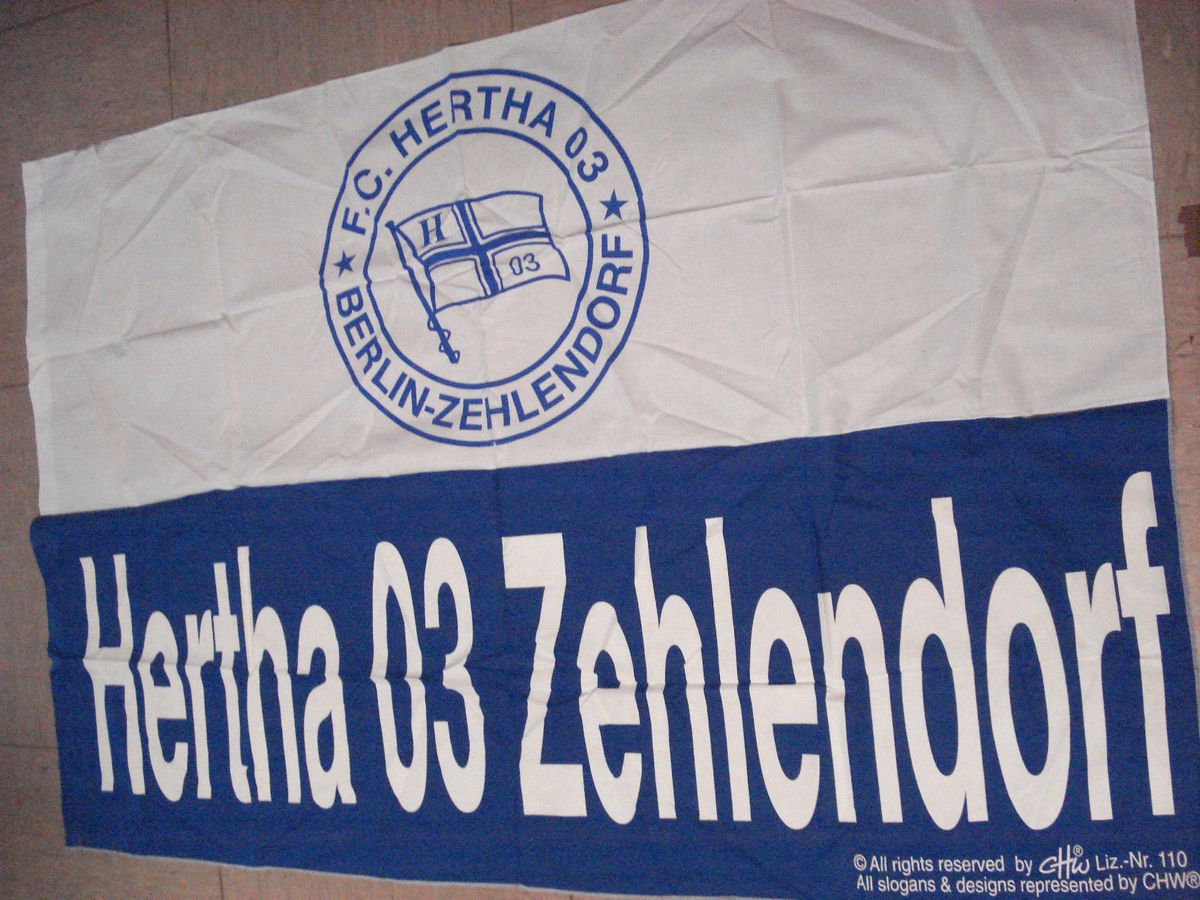 ★ F.C. HERTHA 03 ★
BERLIN-ZEHLENDORF
H
03
Hertha 03 Zehlendorf
© All rights reserved by CHW® Liz.-Nr. 110
All slogans & designs represented by CHW®